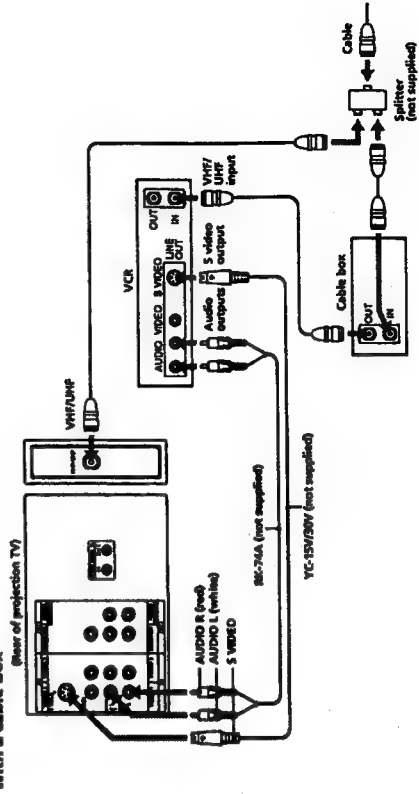 (Rear of projection TV)
VHF/UHF
AUDIO R (red)
AUDIO L (white)
S VIDEO
RK-74A (not supplied)
YC-15V/30V (not supplied)
VCR
AUDIO VIDEO S VIDEO
LINE
OUT
OUT
IN
Audio
outputs
S video
output
VHF/
UHF
input
Cable box
OUT
IN
Cable
Splitter
(not supplied)